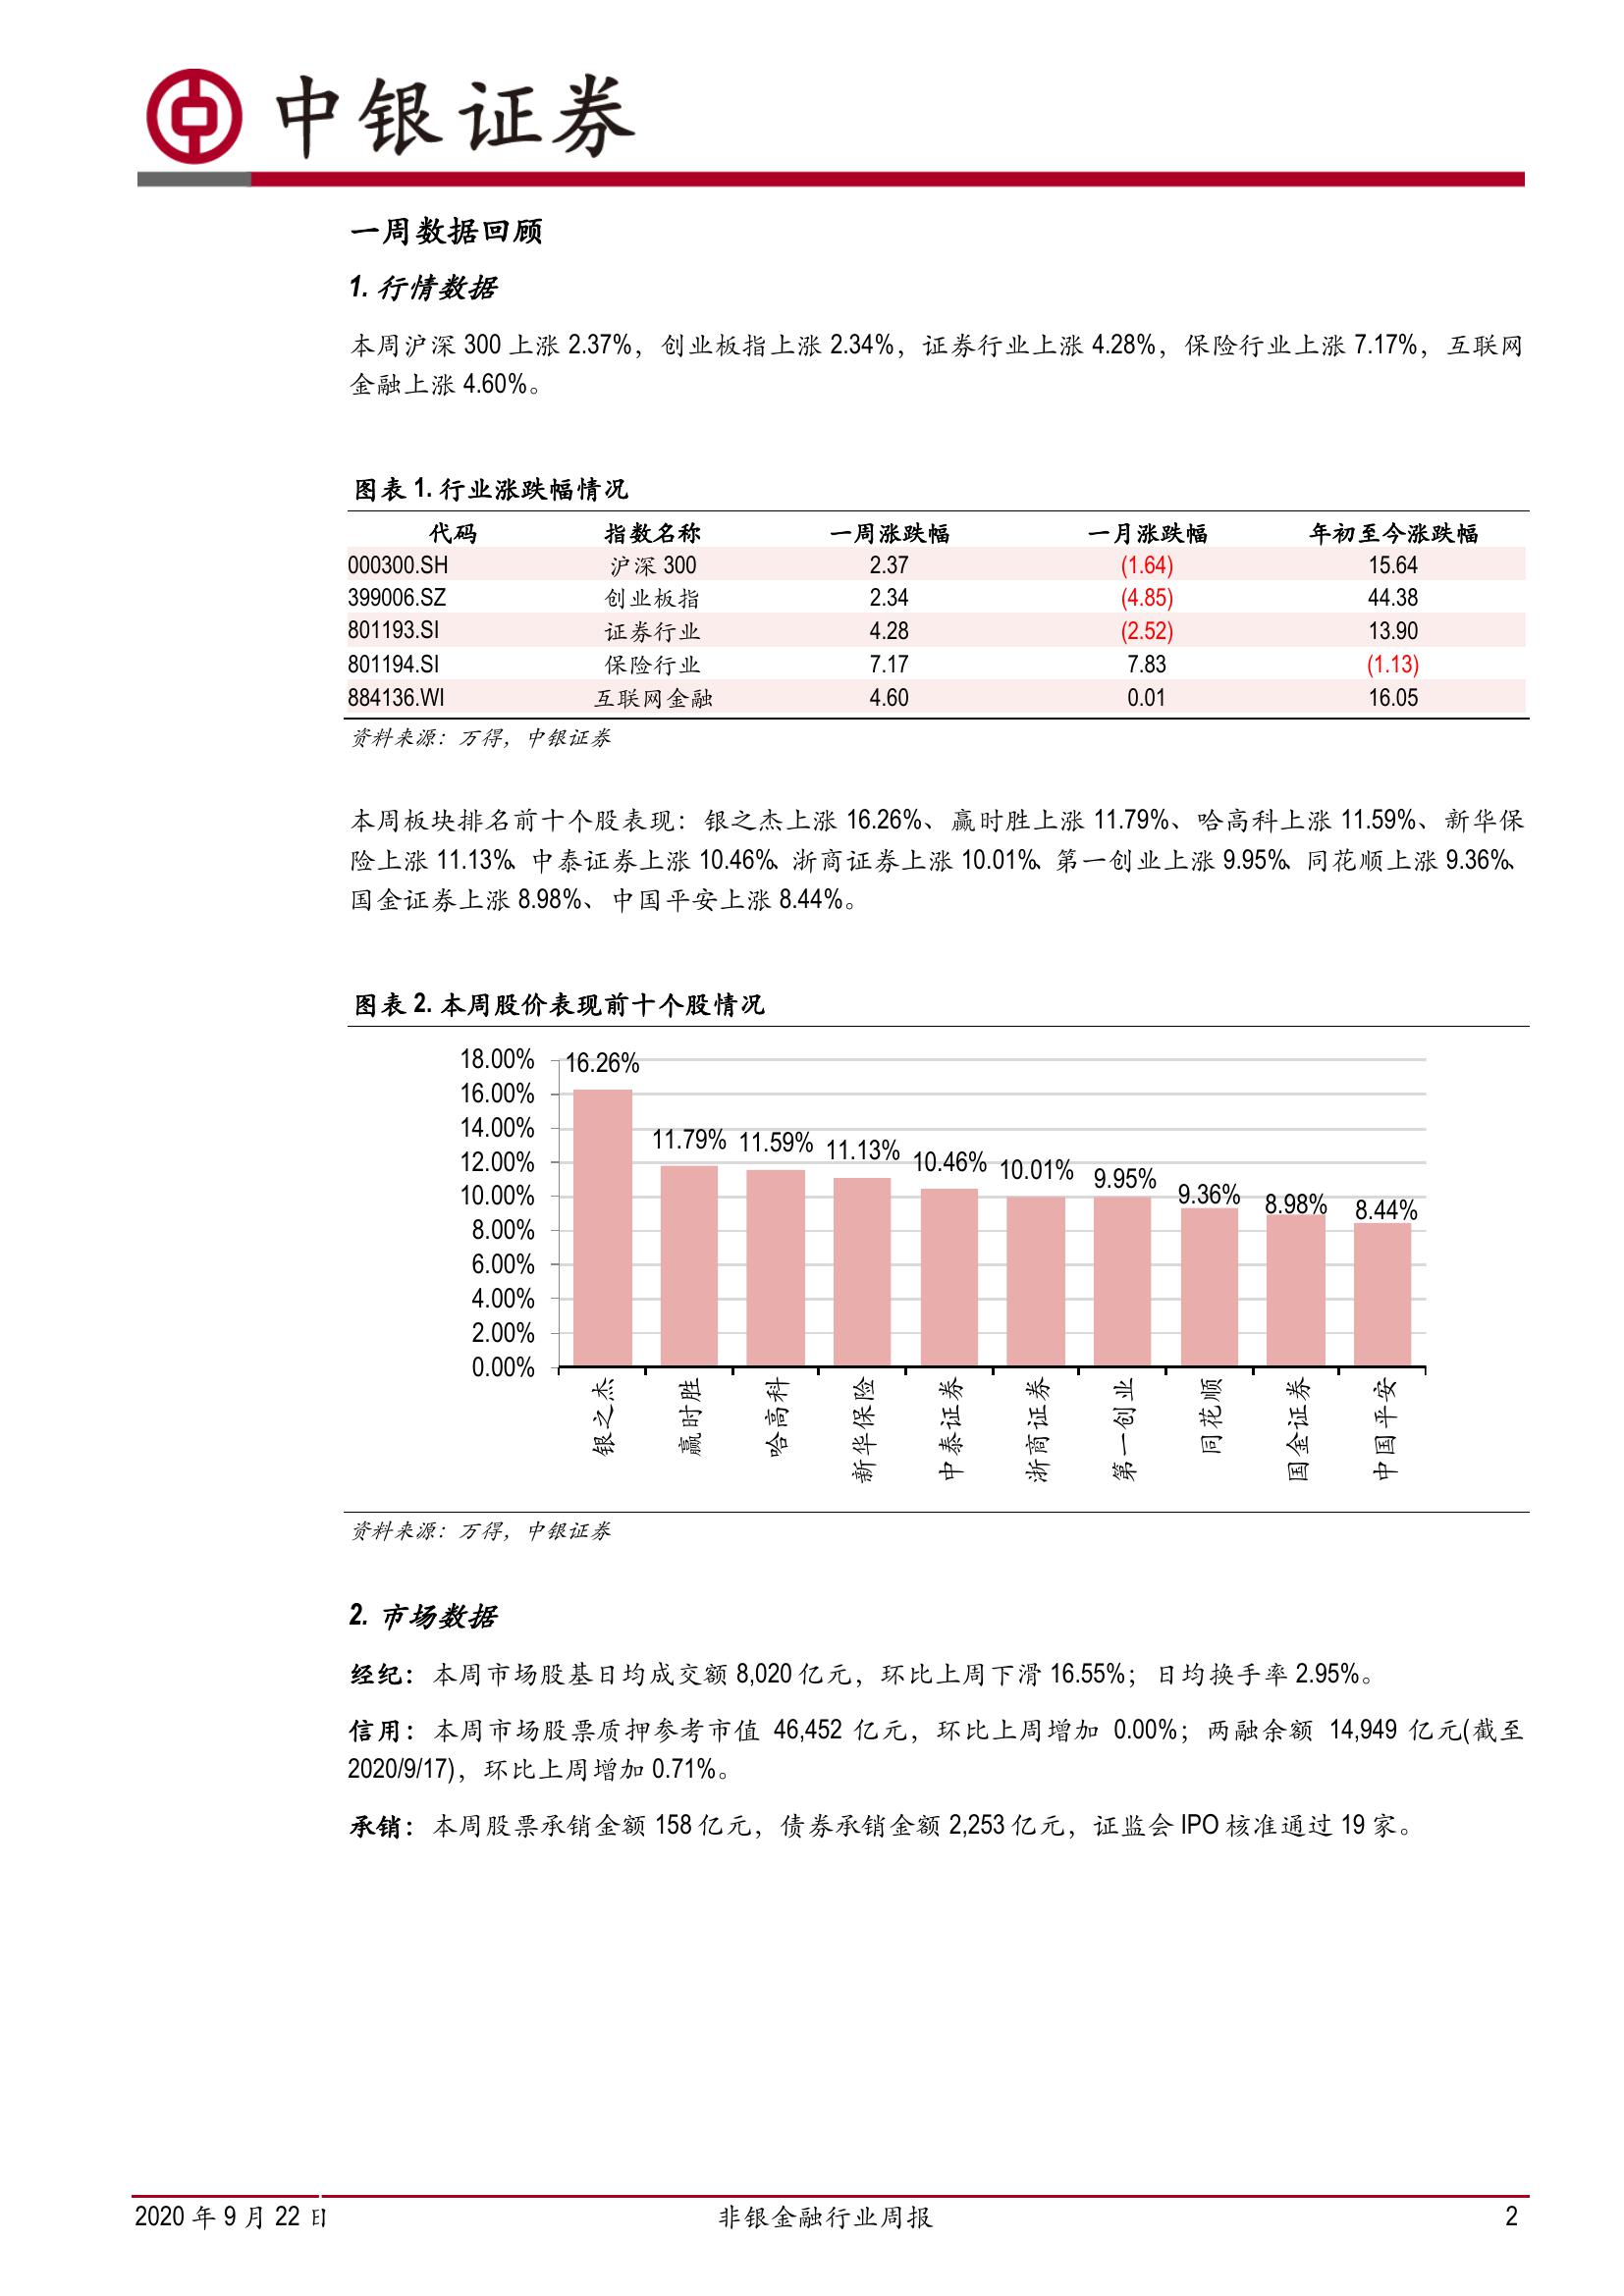 中银证券
一周数据回顾
1. 行情数据
本周沪深 300 上涨 2.37%，创业板指上涨 2.34%，证券行业上涨 4.28%，保险行业上涨 7.17%，互联网
金融上涨 4.60%。
图表 1. 行业涨跌幅情况
代码 指数名称 一周涨跌幅 一月涨跌幅 年初至今涨跌幅
000300.SH 沪深 300 2.37 (1.64) 15.64
399006.SZ 创业板指 2.34 (4.85) 44.38
801193.SI 证券行业 4.28 (2.52) 13.90
801194.SI 保险行业 7.17 7.83 (1.13)
884136.WI 互联网金融 4.60 0.01 16.05
资料来源：万得，中银证券
本周板块排名前十个股表现：银之杰上涨 16.26%、赢时胜上涨 11.79%、哈高科上涨 11.59%、新华保
险上涨 11.13%、中泰证券上涨 10.46%、浙商证券上涨 10.01%、第一创业上涨 9.95%、同花顺上涨 9.36%、
国金证券上涨 8.98%、中国平安上涨 8.44%。
图表 2. 本周股价表现前十个股情况
18.00%
16.00%
14.00%
12.00%
10.00%
8.00%
6.00%
4.00%
2.00%
0.00%
16.26% 11.79% 11.59% 11.13% 10.46% 10.01% 9.95% 9.36% 8.98% 8.44%
银之杰 赢时胜 哈高科 新华保险 中泰证券 浙商证券 第一创业 同花顺 国金证券 中国平安
资料来源：万得，中银证券
2. 市场数据
经纪：本周市场股基日均成交额 8,020 亿元，环比上周下滑 16.55%；日均换手率 2.95%。
信用：本周市场股票质押参考市值 46,452 亿元，环比上周增加 0.00%；两融余额 14,949 亿元(截至
2020/9/17)，环比上周增加 0.71%。
承销：本周股票承销金额 158 亿元，债券承销金额 2,253 亿元，证监会 IPO 核准通过 19 家。
2020 年 9 月 22 日 非银金融行业周报 2